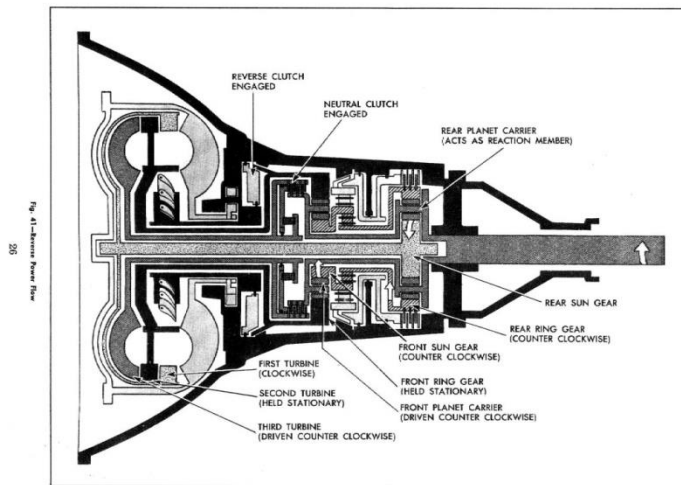 REVERSE CLUTCH
ENGAGED
NEUTRAL CLUTCH
ENGAGED
REAR PLANET CARRIER
(ACTS AS REACTION MEMBER)
REAR SUN GEAR
REAR RING GEAR
(COUNTER CLOCKWISE)
FRONT SUN GEAR
(COUNTER CLOCKWISE)
FRONT RING GEAR
(HELD STATIONARY)
FRONT PLANET CARRIER
(DRIVEN COUNTER CLOCKWISE)
FIRST TURBINE
(CLOCKWISE)
SECOND TURBINE
(HELD STATIONARY)
THIRD TURBINE
(DRIVEN COUNTER CLOCKWISE)
Fig. 41—Reverse Power Flow
26